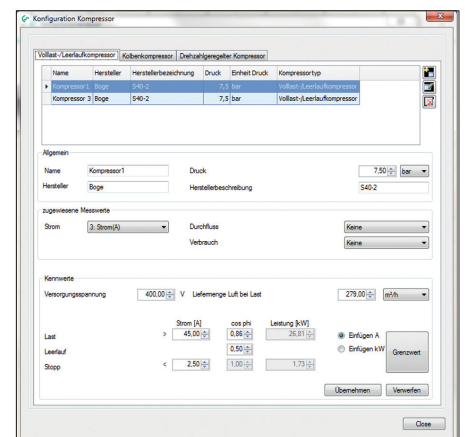 Konfiguration Kompressor
Volllast-/Leerlaufkompressor Kolbenkompressor Drehzahlgeregelter Kompressor
Name Hersteller Herstellerbezeichnung Druck Einheit Druck Kompressortyp
Kompressor1 Boge S40-2 7,5 bar Volllast-/Leerlaufkompressor
Kompressor 3 Boge S40-2 7,5 bar Volllast-/Leerlaufkompressor
Allgemein
Name Kompressor1 Druck 7,50 bar
Hersteller Boge Herstellerbeschreibung S40-2
zugewiesene Messwerte
Strom 3: Strom(A) Durchfluss Keine
Verbrauch Keine
Kennwerte
Versorgungsspannung 400,00 V Liefermenge Luft bei Last 279,00 m³/h
Strom [A] cos phi Leistung [kW]
Last > 45,00 0,86 26,81 Einfügen A
Leerlauf 0,50 Einfügen kW Grenzwert
Stopp < 2,50 1,00 1,73
Übernehmen Verwerfen
Close